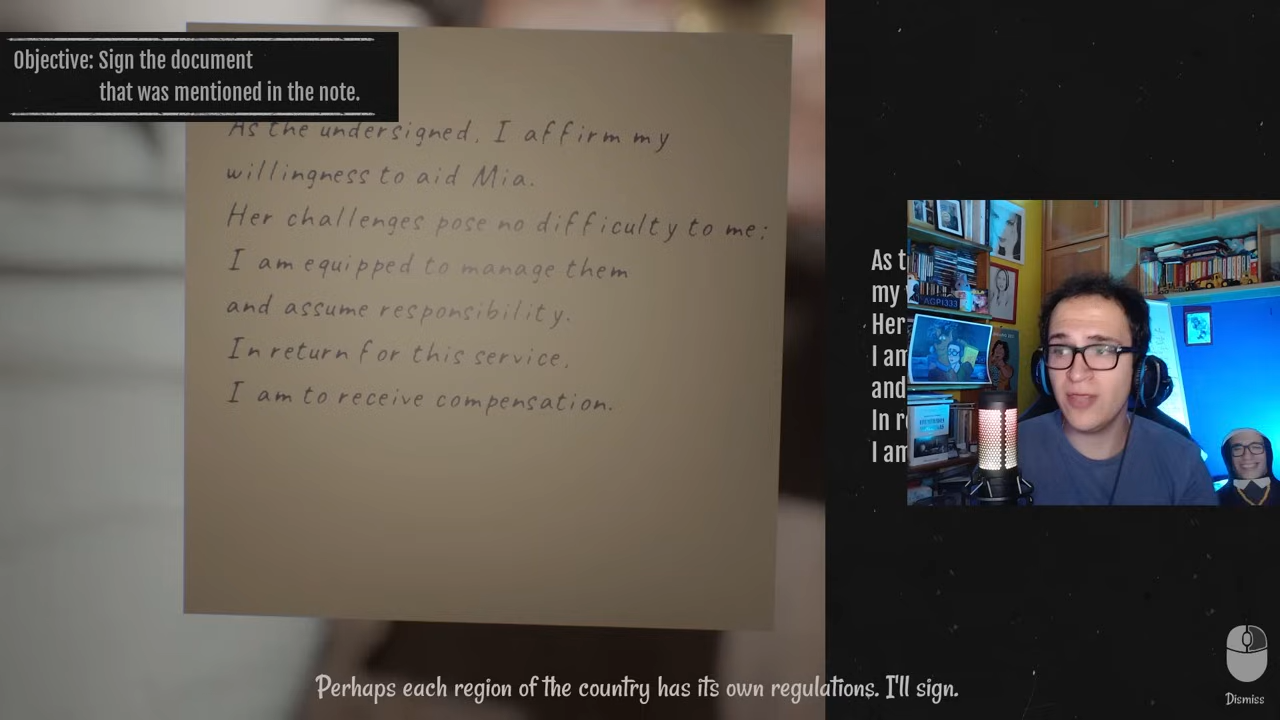 Objective: Sign the document
that was mentioned in the note.
As the undersigned, I affirm my
willingness to aid Mia.
Her challenges pose no difficulty to me:
I am equipped to manage them
and assume responsibility.
In return for this service,
I am to receive compensation.
As t
my
Her
I am
and
In re
I am
AGPI333
Perhaps each region of the country has its own regulations. I'll sign.
Dismiss